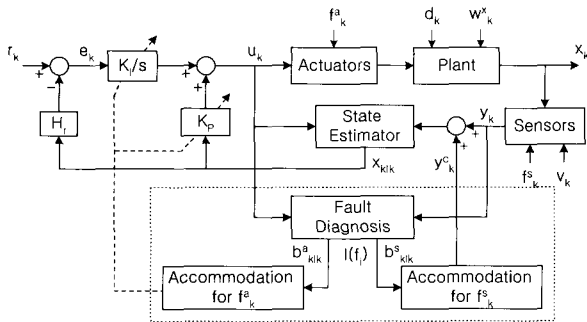 f^a_k
d_k
w^x_k
r_k
e_k
K_I/s
u_k
Actuators
Plant
x_k
+
−
+
+
H_r
K_P
State
Estimator
y_k
+
+
Sensors
x_k|k
y^c_k
f^s_k
v_k
Fault
Diagnosis
b^a_k|k
I(f_i)
b^s_k|k
Accommodation
for f^a_k
Accommodation
for f^s_k